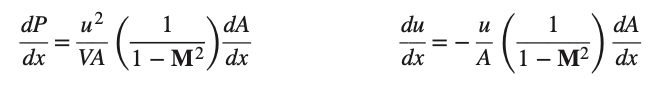 dP/dx = u²/VA (1/(1 − M²)) dA/dx    du/dx = − u/A (1/(1 − M²)) dA/dx